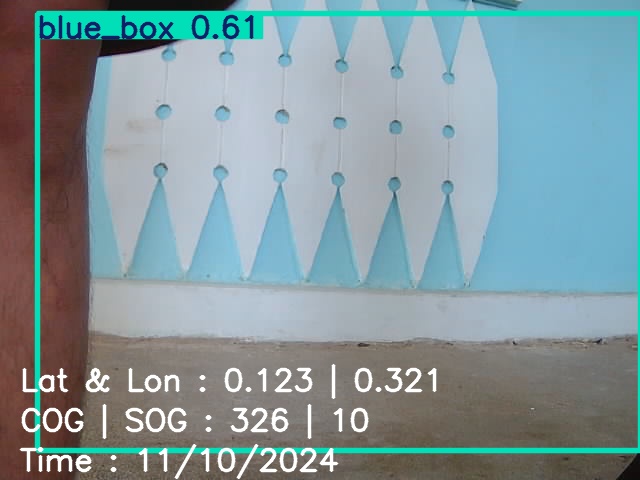 blue_box 0.61
Lat & Lon : 0.123 | 0.321
COG | SOG : 326 | 10
Time : 11/10/2024